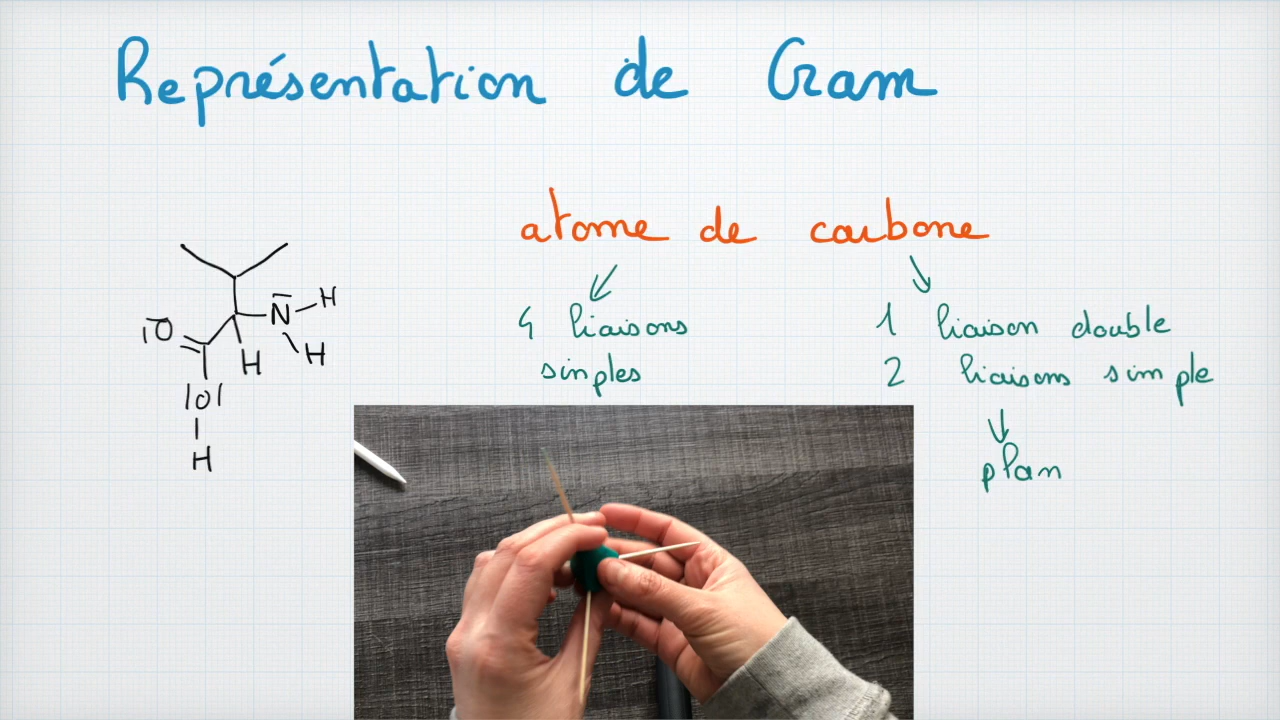 Représentation de Cram
atome de carbone
4 liaisons
simples
1 liaison double
2 liaisons simple
plan
H
N
H
H
|O
|O|
H